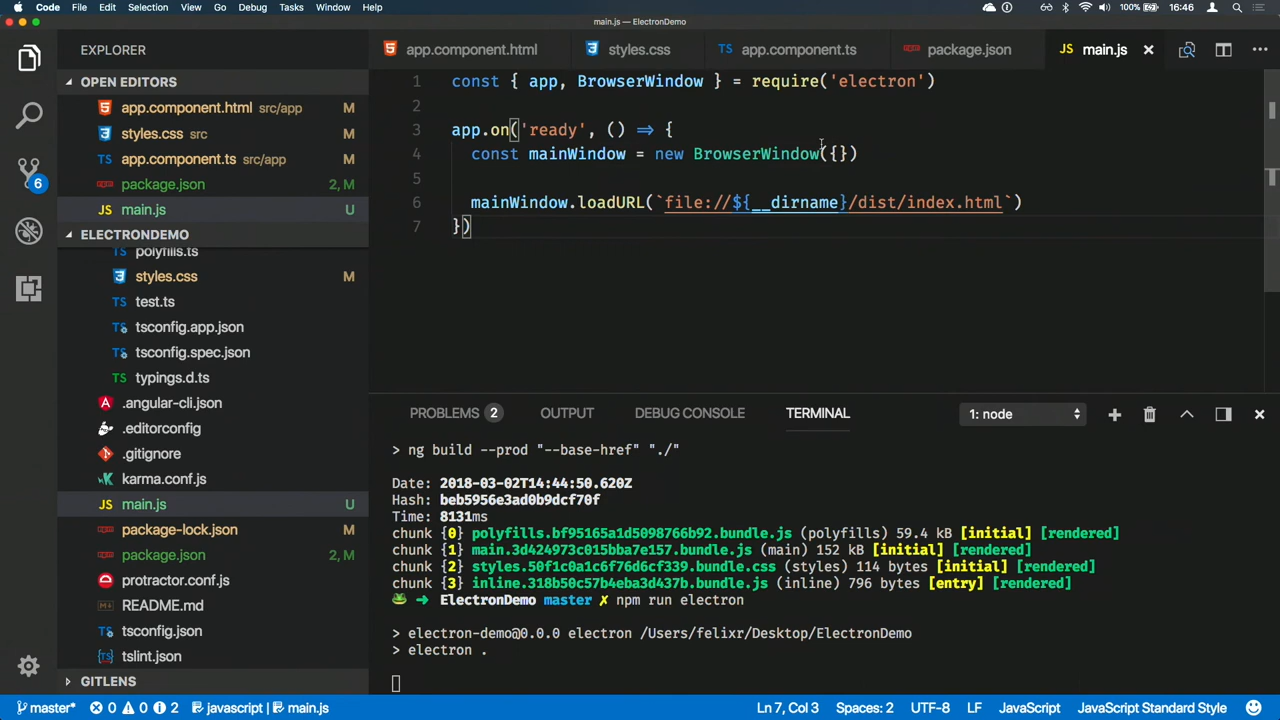 Code File Edit Selection View Go Debug Tasks Window Help 100% 16:46
main.js — ElectronDemo
EXPLORER
OPEN EDITORS
app.component.html src/app M
styles.css src M
app.component.ts src/app M
package.json 2, M
main.js U
ELECTRONDEMO
polyfills.ts
styles.css M
test.ts
tsconfig.app.json
tsconfig.spec.json
typings.d.ts
.angular-cli.json
.editorconfig
.gitignore
karma.conf.js
main.js U
package-lock.json M
package.json 2, M
protractor.conf.js
README.md
tsconfig.json
tslint.json
GITLENS
6
app.component.html styles.css app.component.ts package.json main.js
1 const { app, BrowserWindow } = require('electron')
2
3 app.on('ready', () => {
4 const mainWindow = new BrowserWindow({})
5
6 mainWindow.loadURL(`file://${__dirname}/dist/index.html`)
7 })
PROBLEMS 2 OUTPUT DEBUG CONSOLE TERMINAL 1: node
> ng build --prod "--base-href" "./"
Date: 2018-03-02T14:44:50.620Z
Hash: beb5956e3ad0b9dcf70f
Time: 8131ms
chunk {0} polyfills.bf95165a1d5098766b92.bundle.js (polyfills) 59.4 kB [initial] [rendered]
chunk {1} main.3d424973c015bba7e157.bundle.js (main) 152 kB [initial] [rendered]
chunk {2} styles.50f1c0a1c6f76d6cf339.bundle.css (styles) 114 bytes [initial] [rendered]
chunk {3} inline.318b50c57b4eba3d437b.bundle.js (inline) 796 bytes [entry] [rendered]
🐸 ➜ ElectronDemo master ✗ npm run electron
> electron-demo@0.0.0 electron /Users/felixr/Desktop/ElectronDemo
> electron .
master* 0 0 2 javascript | main.js Ln 7, Col 3 Spaces: 2 UTF-8 LF JavaScript JavaScript Standard Style